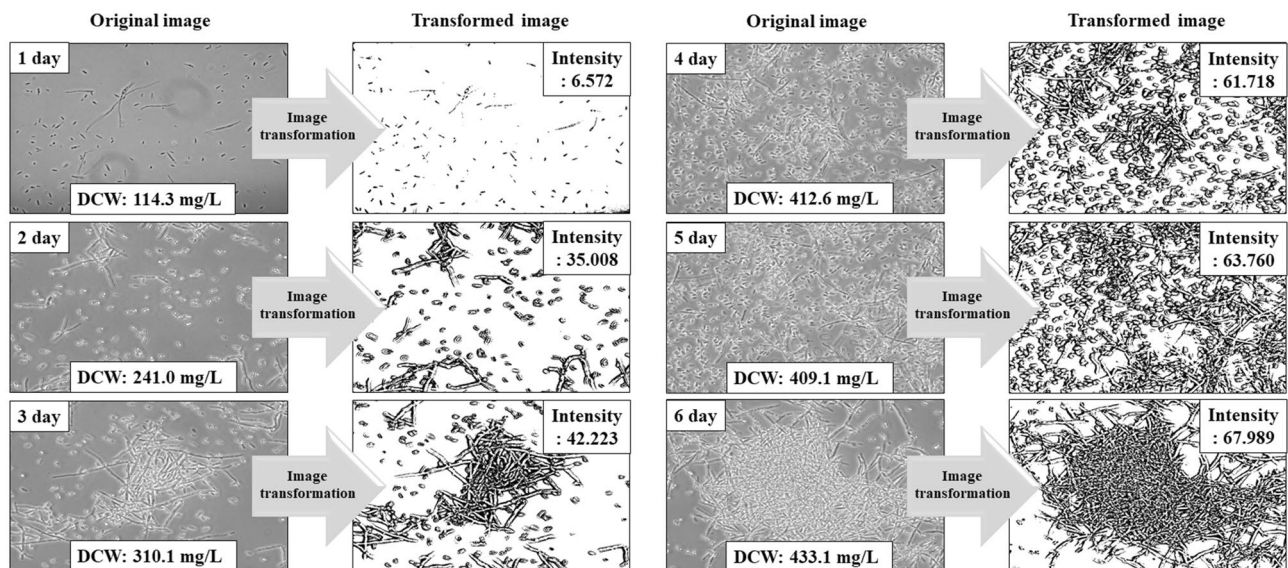 Original image
Transformed image
1 day
Image
transformation
Intensity
: 6.572
DCW: 114.3 mg/L
2 day
Image
transformation
Intensity
: 35.008
DCW: 241.0 mg/L
3 day
Image
transformation
Intensity
: 42.223
DCW: 310.1 mg/L
Original image
Transformed image
4 day
Image
transformation
Intensity
: 61.718
DCW: 412.6 mg/L
5 day
Image
transformation
Intensity
: 63.760
DCW: 409.1 mg/L
6 day
Image
transformation
Intensity
: 67.989
DCW: 433.1 mg/L